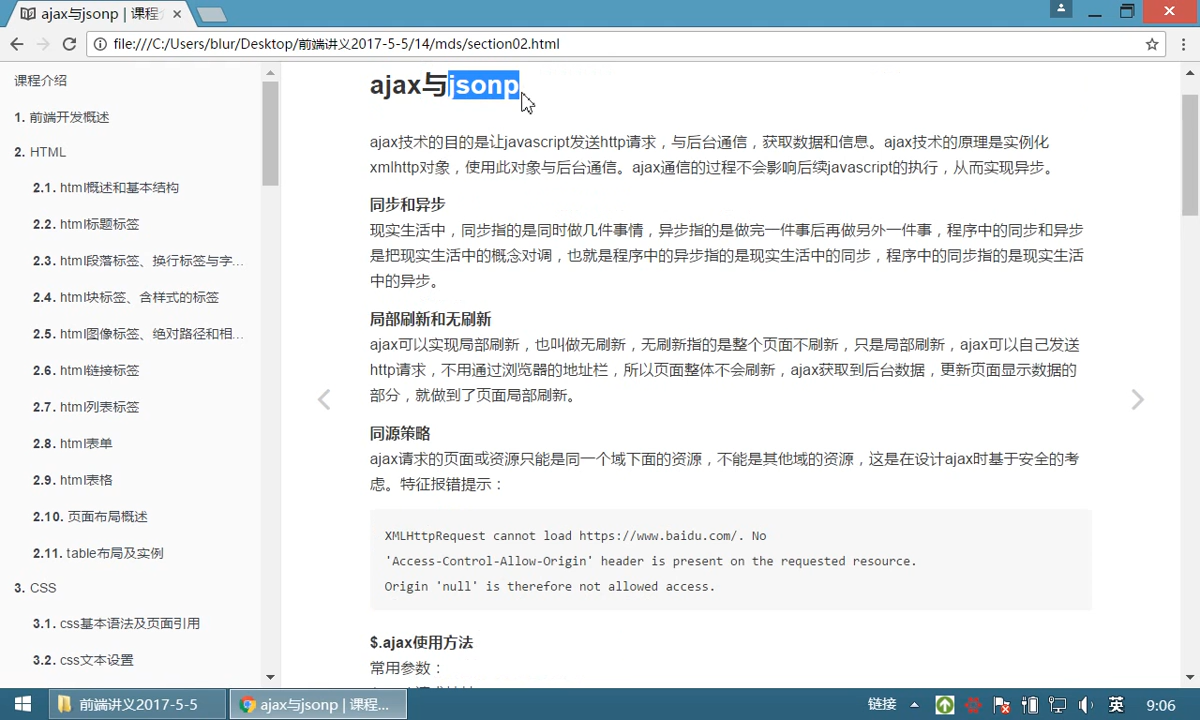 ajax与jsonp | 课程
file:///C:/Users/blur/Desktop/前端讲义2017-5-5/14/mds/section02.html
课程介绍
1. 前端开发概述
2. HTML
2.1. html概述和基本结构
2.2. html标题标签
2.3. html段落标签、换行标签与字...
2.4. html块标签、含样式的标签
2.5. html图像标签、绝对路径和相...
2.6. html链接标签
2.7. html列表标签
2.8. html表单
2.9. html表格
2.10. 页面布局概述
2.11. table布局及实例
3. CSS
3.1. css基本语法及页面引用
3.2. css文本设置
ajax与jsonp
ajax技术的目的是让javascript发送http请求，与后台通信，获取数据和信息。ajax技术的原理是实例化
xmlhttp对象，使用此对象与后台通信。ajax通信的过程不会影响后续javascript的执行，从而实现异步。
同步和异步
现实生活中，同步指的是同时做几件事情，异步指的是做完一件事后再做另外一件事，程序中的同步和异步
是把现实生活中的概念对调，也就是程序中的异步指的是现实生活中的同步，程序中的同步指的是现实生活
中的异步。
局部刷新和无刷新
ajax可以实现局部刷新，也叫做无刷新，无刷新指的是整个页面不刷新，只是局部刷新，ajax可以自己发送
http请求，不用通过浏览器的地址栏，所以页面整体不会刷新，ajax获取到后台数据，更新页面显示数据的
部分，就做到了页面局部刷新。
同源策略
ajax请求的页面或资源只能是同一个域下面的资源，不能是其他域的资源，这是在设计ajax时基于安全的考
虑。特征报错提示：
XMLHttpRequest cannot load https://www.baidu.com/. No
'Access-Control-Allow-Origin' header is present on the requested resource.
Origin 'null' is therefore not allowed access.
$.ajax使用方法
常用参数：
前端讲义2017-5-5
ajax与jsonp | 课程...
链接
英
9:06